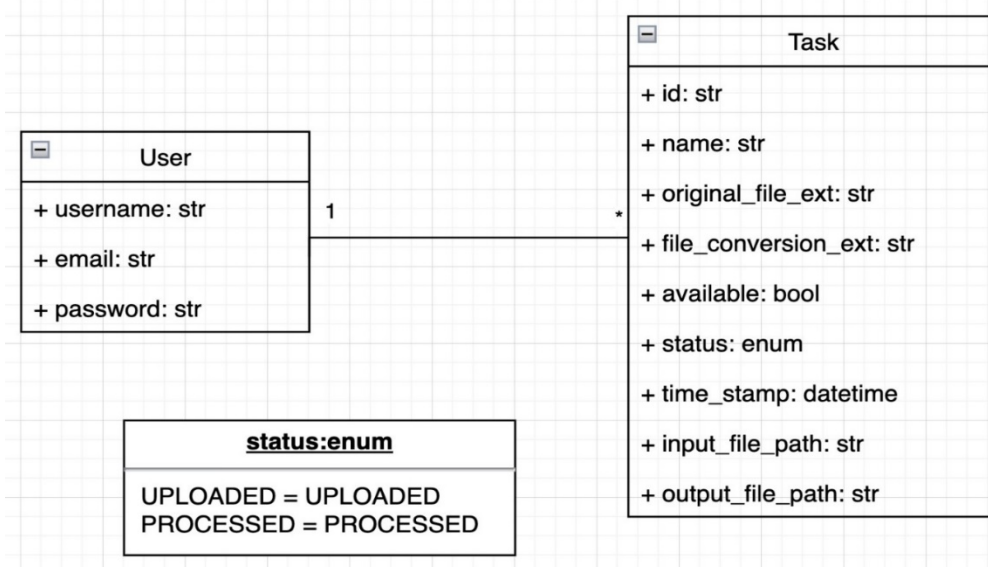 User
+ username: str
+ email: str
+ password: str
1
*
Task
+ id: str
+ name: str
+ original_file_ext: str
+ file_conversion_ext: str
+ available: bool
+ status: enum
+ time_stamp: datetime
+ input_file_path: str
+ output_file_path: str
status:enum
UPLOADED = UPLOADED
PROCESSED = PROCESSED